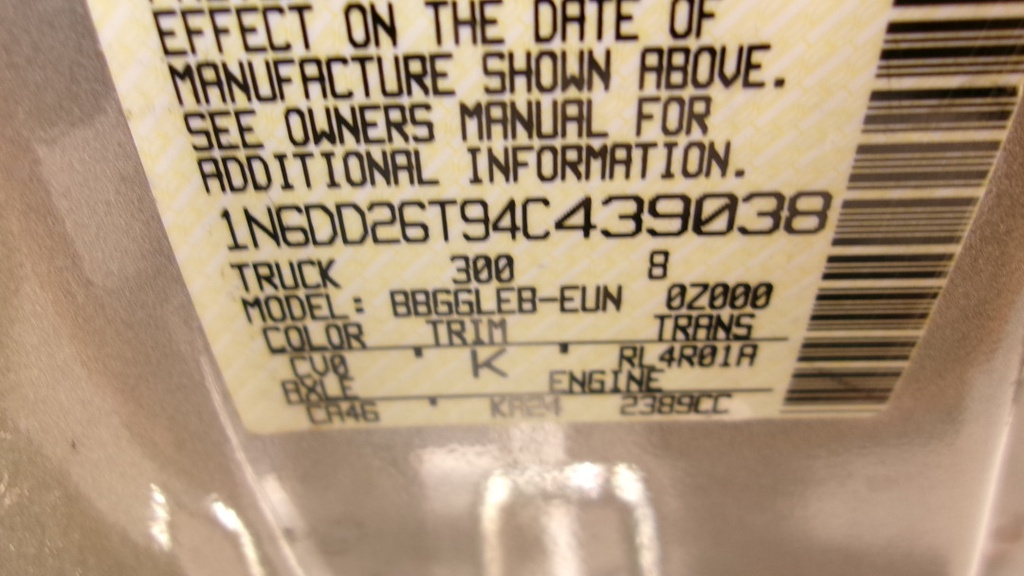 EFFECT ON THE DATE OF
MANUFACTURE SHOWN ABOVE.
SEE OWNERS MANUAL FOR
ADDITIONAL INFORMATION.
1N6DD26T94C439038
TRUCK 300 8
MODEL: BBGGLEB-EUN 0Z000
COLOR TRIM TRANS
CV0 K RL4R01A
AXLE ENGINE
CA46 KA24 2389CC